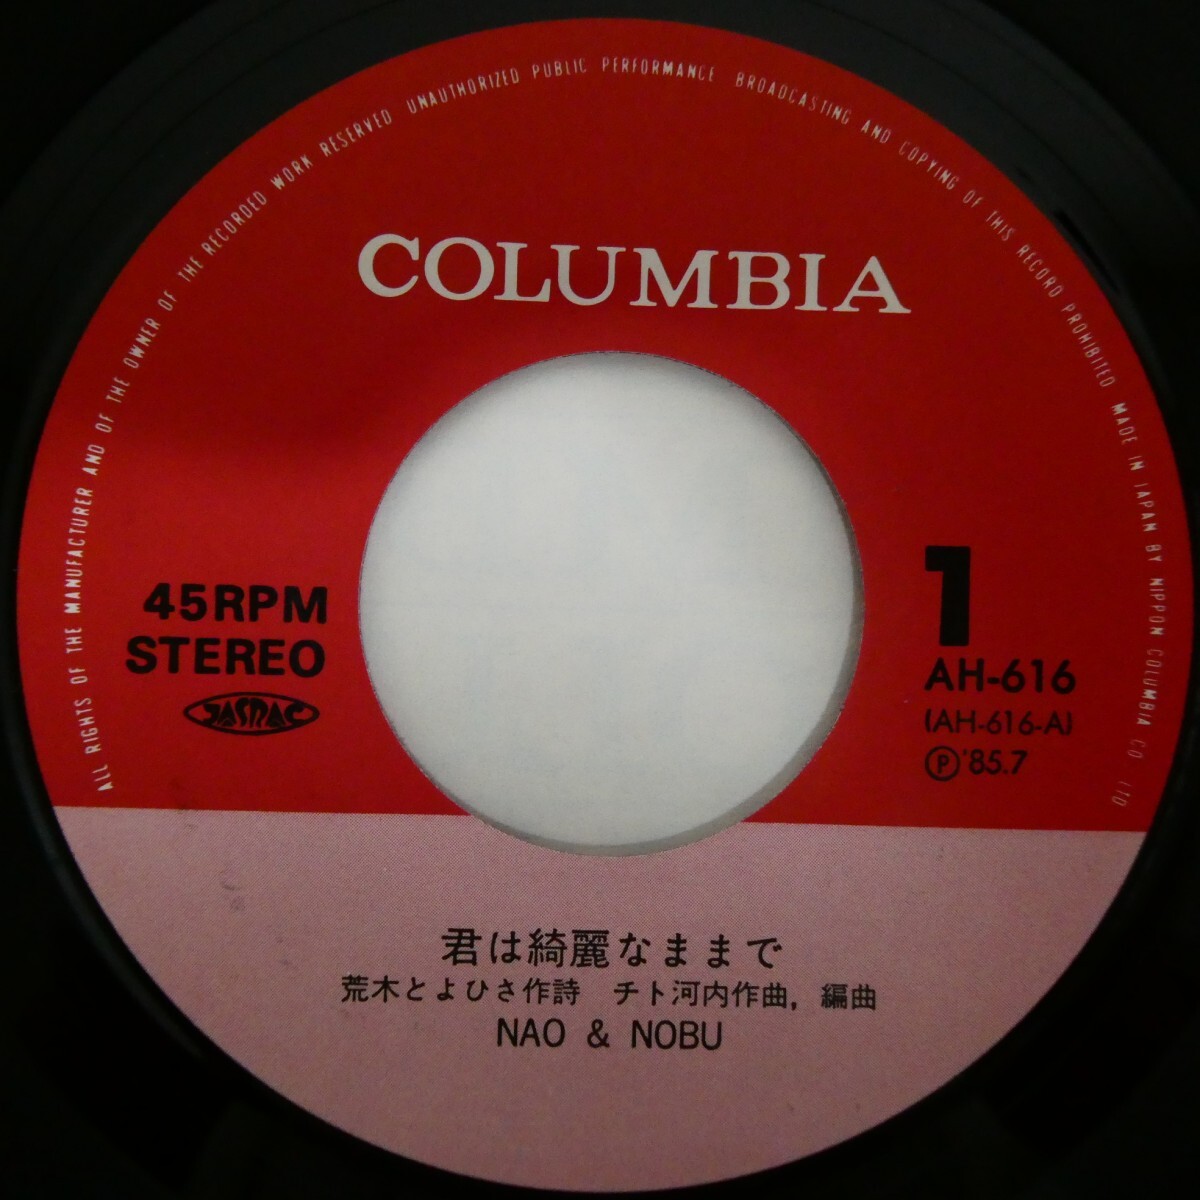 ALL RIGHTS OF THE MANUFACTURER AND OF THE OWNER OF THE RECORDED WORK RESERVED UNAUTHORIZED PUBLIC PERFORMANCE BROADCASTING AND COPYING OF THIS RECORD PROHIBITED MADE IN JAPAN BY NIPPON COLUMBIA CO LTD
COLUMBIA
45RPM
STEREO
JASRAC
1
AH-616
(AH-616-A)
Ⓟ'85.7
君は綺麗なままで
荒木とよひさ作詩 チト河内作曲,編曲
NAO & NOBU